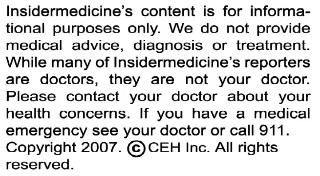 Insidermedicine's content is for informa-
tional purposes only. We do not provide
medical advice, diagnosis or treatment.
While many of Insidermedicine's reporters
are doctors, they are not your doctor.
Please contact your doctor about your
health concerns. If you have a medical
emergency see your doctor or call 911.
Copyright 2007. ©CEH Inc. All rights
reserved.